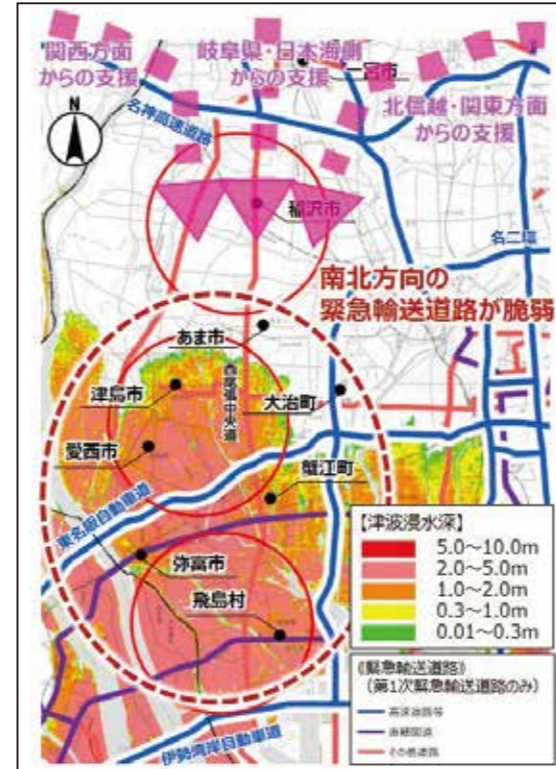 関西方面
からの支援
岐阜県・日本海側
からの支援
一宮市
北信越・関東方面
からの支援
N
名神高速道路
稲沢市
名二環
南北方向の
緊急輸送道路が脆弱
あま市
西尾張中央道
津島市
大治町
愛西市
蟹江町
東名阪自動車道
弥富市
飛島村
伊勢湾岸自動車道
【津波浸水深】
5.0～10.0m
2.0～5.0m
1.0～2.0m
0.3～1.0m
0.01～0.3m
《緊急輸送道路》
(第1次緊急輸送道路のみ)
高速道路等
直轄国道
その他道路